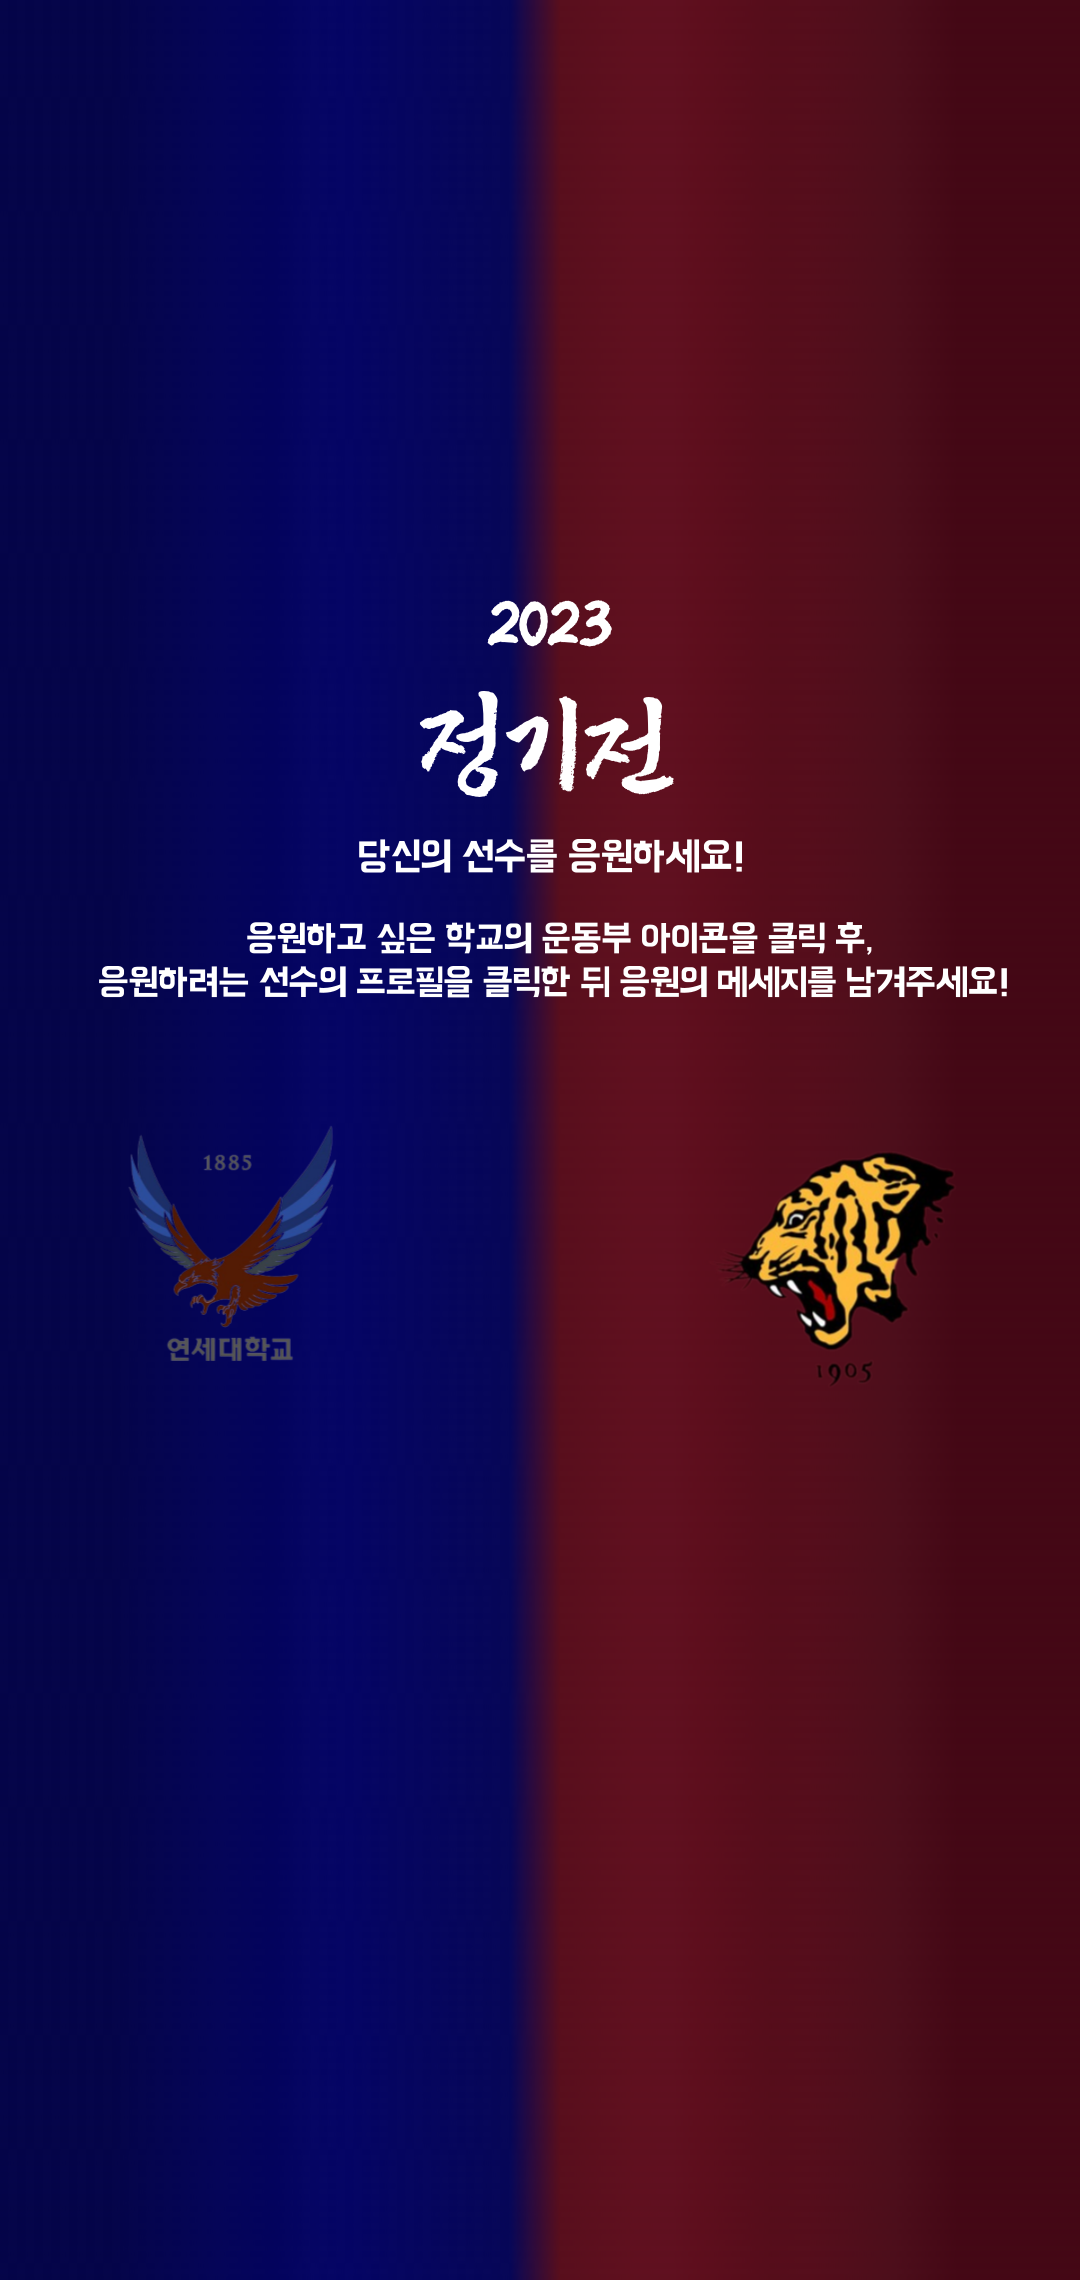 2023
정기전
당신의 선수를 응원하세요!
응원하고 싶은 학교의 운동부 아이콘을 클릭 후,
응원하려는 선수의 프로필을 클릭한 뒤 응원의 메세지를 남겨주세요!
1885
연세대학교
1905